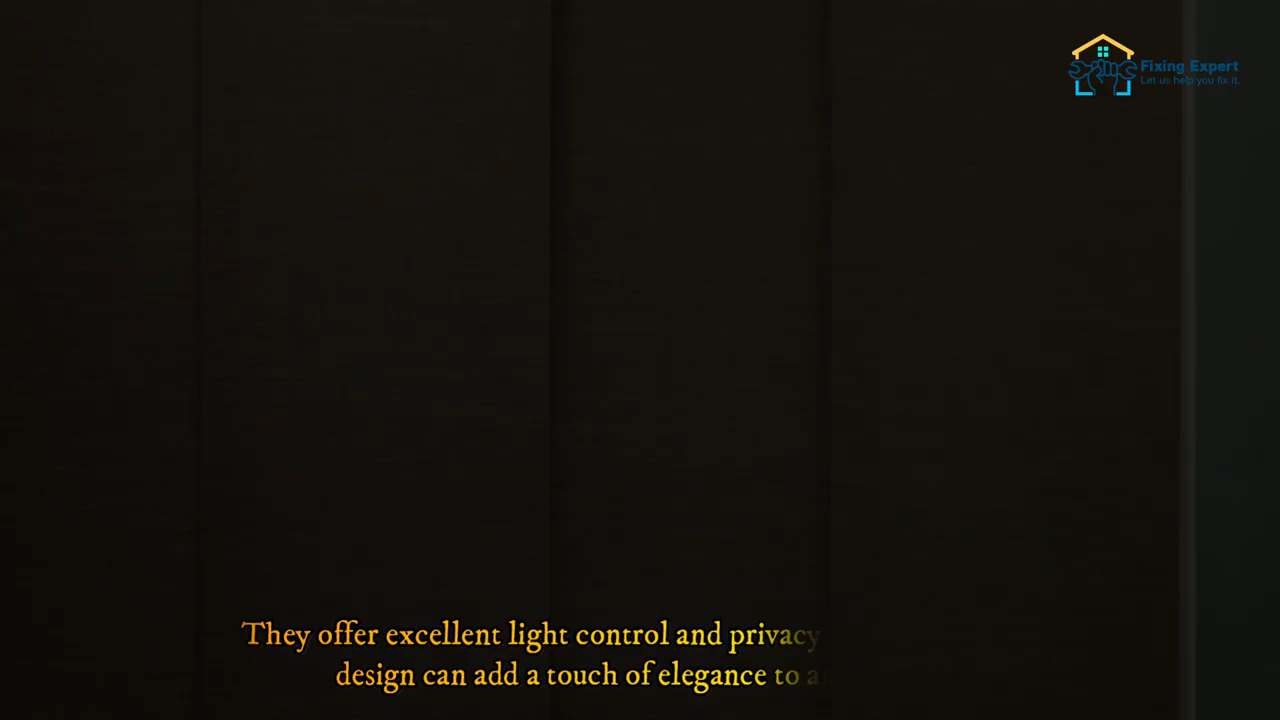 Fixing Expert
Let us help you fix it.
They offer excellent light control and privacy
design can add a touch of elegance to